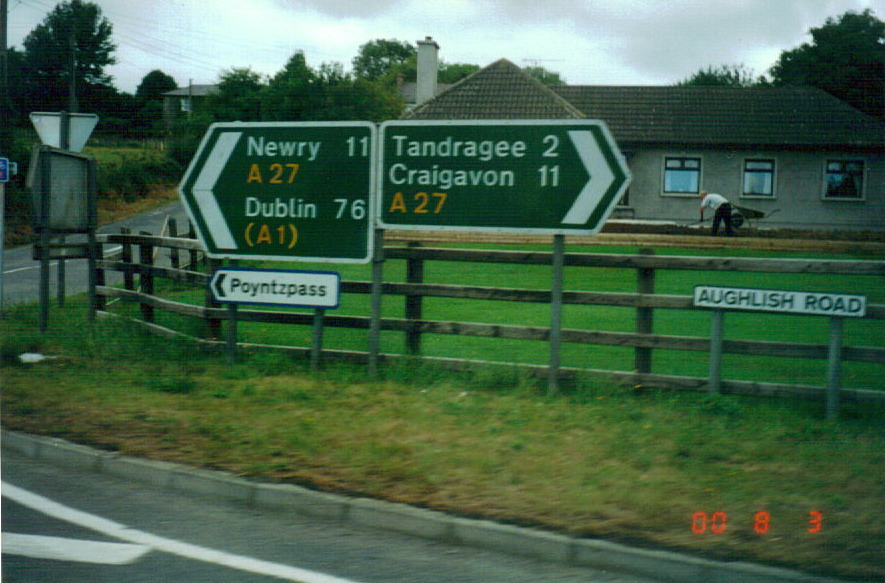 Newry 11
A 27
Dublin 76
(A1)
Tandragee 2
Craigavon 11
A 27
Poyntzpass
AUGHLISH ROAD
00 8 3